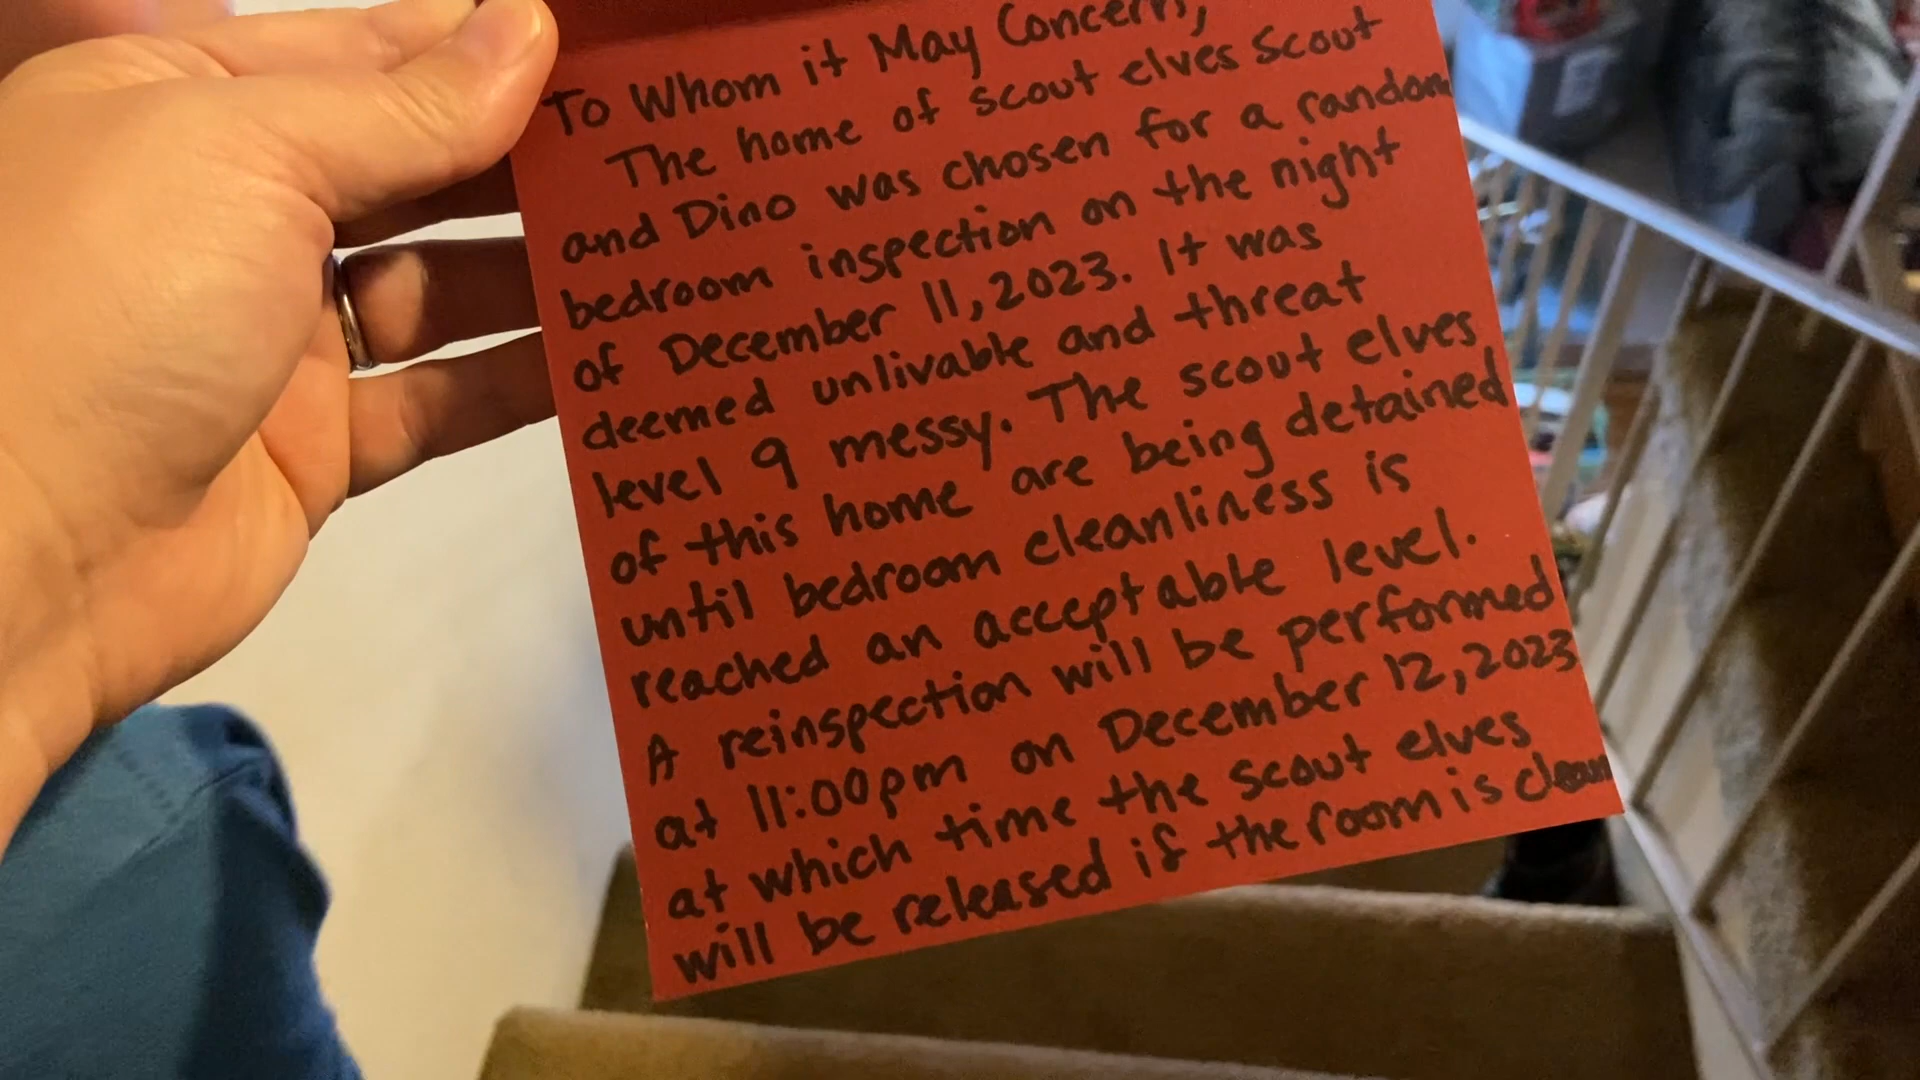 To Whom it May Concern,
The home of scout elves Scout
and Dino was chosen for a random
bedroom inspection on the night
of December 11, 2023. It was
deemed unlivable and threat
level 9 messy. The scout elves
of this home are being detained
until bedroom cleanliness is
reached an acceptable level.
A reinspection will be performed
at 11:00pm on December 12, 2023
at which time the scout elves
will be released if the room is clean